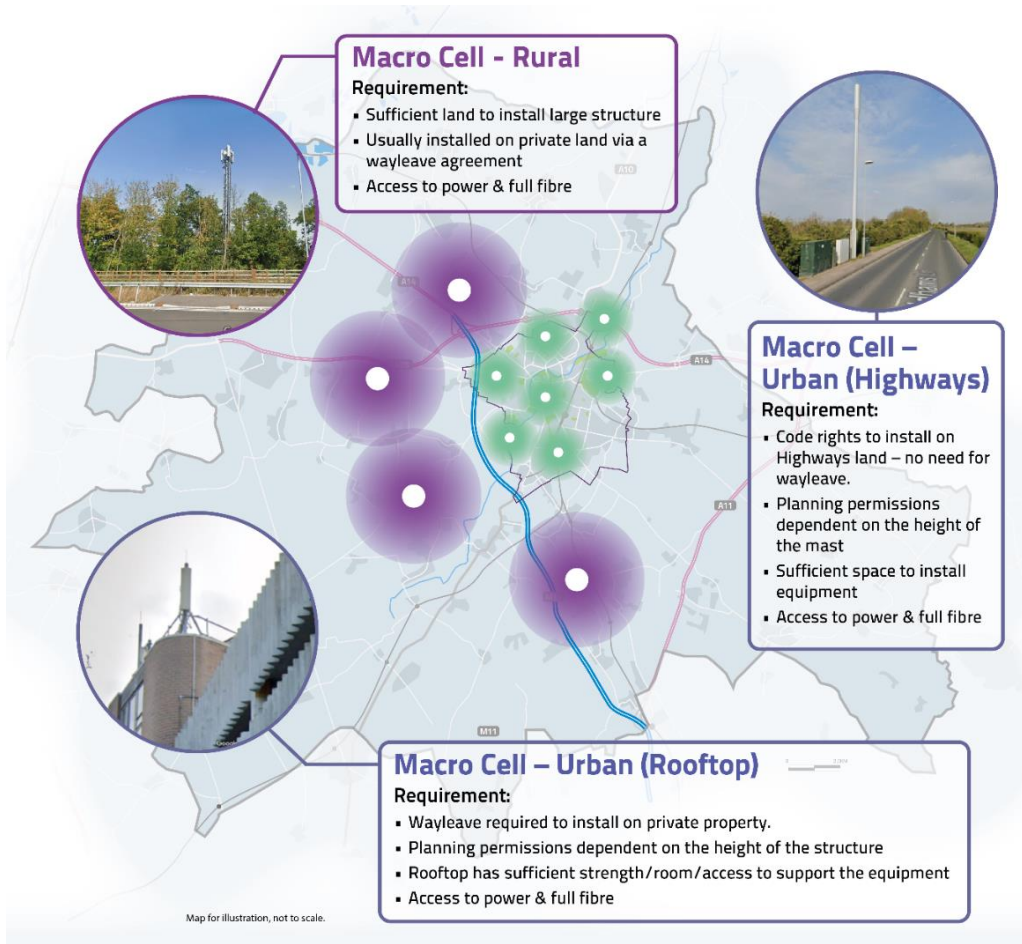 Macro Cell - Rural
Requirement:
▪ Sufficient land to install large structure
▪ Usually installed on private land via a
wayleave agreement
▪ Access to power & full fibre
A10
A14
A14
A11
M11
Macro Cell –
Urban (Highways)
Requirement:
▪ Code rights to install on
Highways land – no need for
wayleave.
▪ Planning permissions
dependent on the height of
the mast
▪ Sufficient space to install
equipment
▪ Access to power & full fibre
Macro Cell – Urban (Rooftop)
Requirement:
▪ Wayleave required to install on private property.
▪ Planning permissions dependent on the height of the structure
▪ Rooftop has sufficient strength/room/access to support the equipment
▪ Access to power & full fibre
Map for illustration, not to scale.